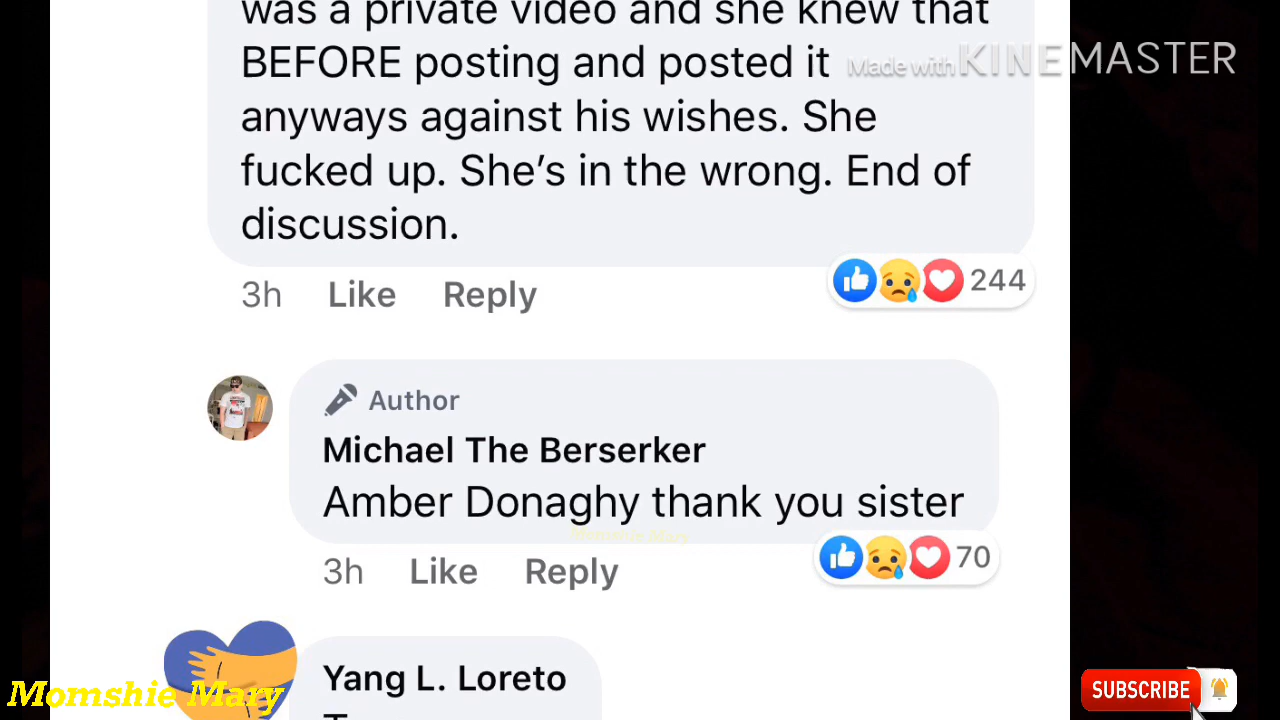 was a private video and she knew that
BEFORE posting and posted it
Made with KINEMASTER
anyways against his wishes. She
fucked up. She's in the wrong. End of
discussion.
244
3h Like Reply
Author
Michael The Berserker
Amber Donaghy thank you sister
Momshie Mary
70
3h Like Reply
Yang L. Loreto
Momshie Mary
SUBSCRIBE